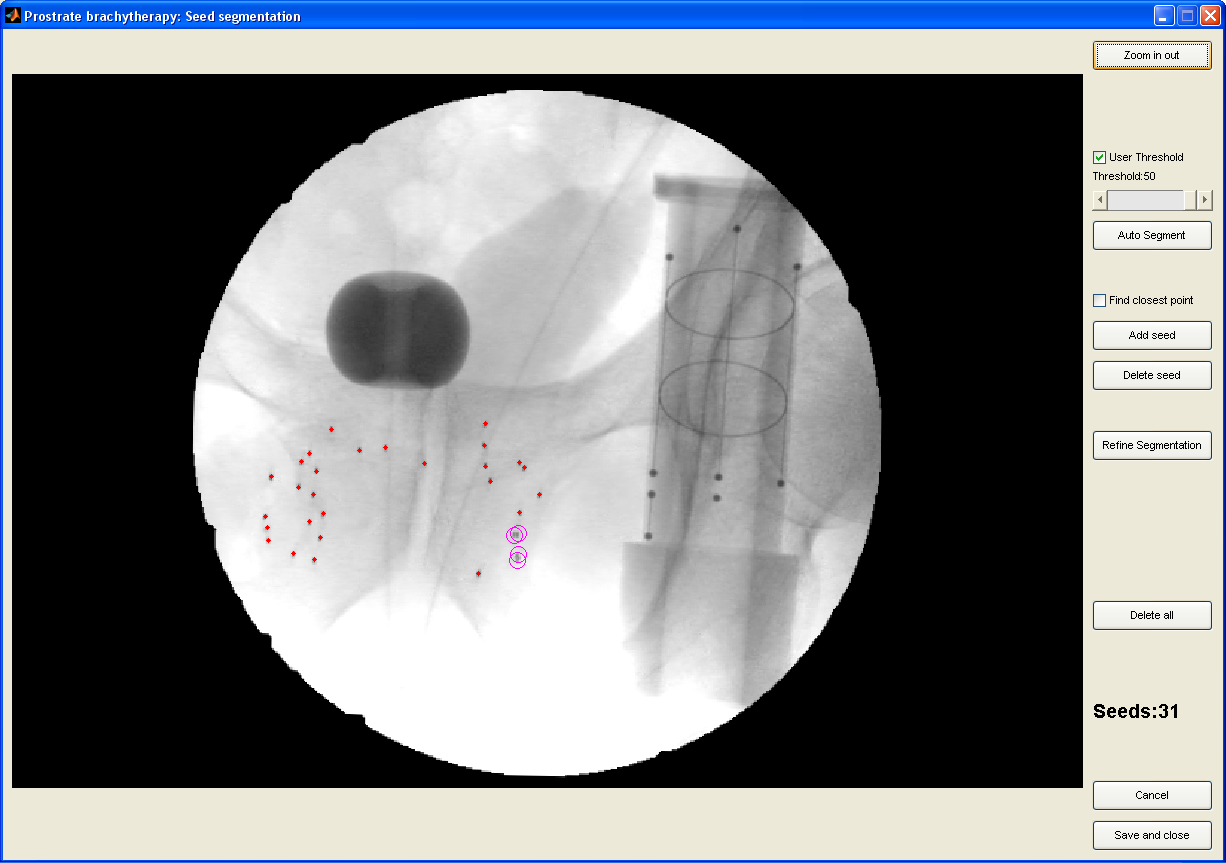 Prostrate brachytherapy: Seed segmentation
Zoom in out
User Threshold
Threshold:50
Auto Segment
Find closest point
Add seed
Delete seed
Refine Segmentation
Delete all
Seeds:31
Cancel
Save and close